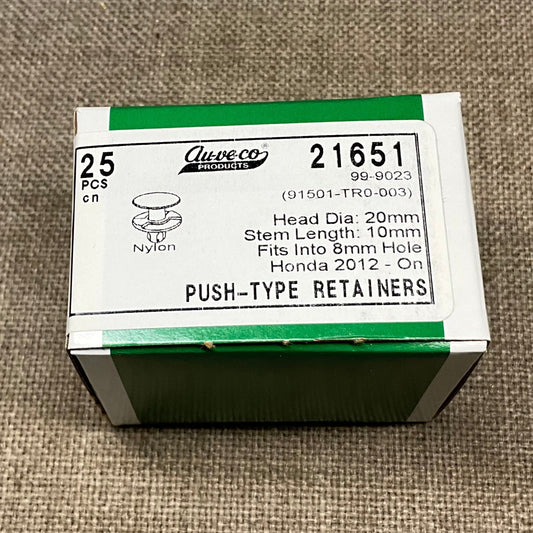 25
PCS
cn
Au-ve-co®
PRODUCTS
21651
99-9023
(91501-TR0-003)
Nylon
Head Dia: 20mm
Stem Length: 10mm
Fits Into 8mm Hole
Honda 2012 - On
PUSH-TYPE RETAINERS